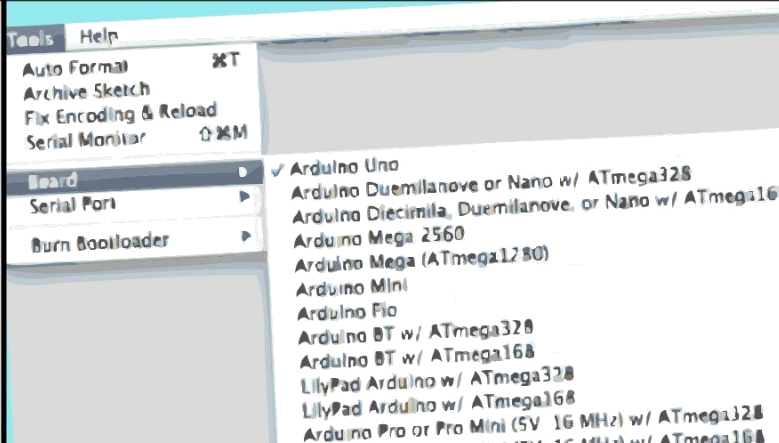 Tools Help
Auto Format ⌘T
Archive Sketch
Fix Encoding & Reload
Serial Monitor ⇧⌘M
Board
Serial Port
Burn Bootloader
✓ Arduino Uno
Arduino Duemilanove or Nano w/ ATmega328
Arduino Diecimila, Duemilanove, or Nano w/ ATmega16
Arduino Mega 2560
Arduino Mega (ATmega1280)
Arduino Mini
Arduino Fio
Arduino BT w/ ATmega328
Arduino BT w/ ATmega168
LilyPad Arduino w/ ATmega328
LilyPad Arduino w/ ATmega168
Arduino Pro or Pro Mini (5V, 16 MHz) w/ ATmega328
16 MHz) w/ ATmega168